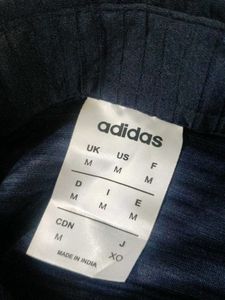 adidas
UK US F
M M M
D I E
M M M
CDN J
M XO
MADE IN INDIA